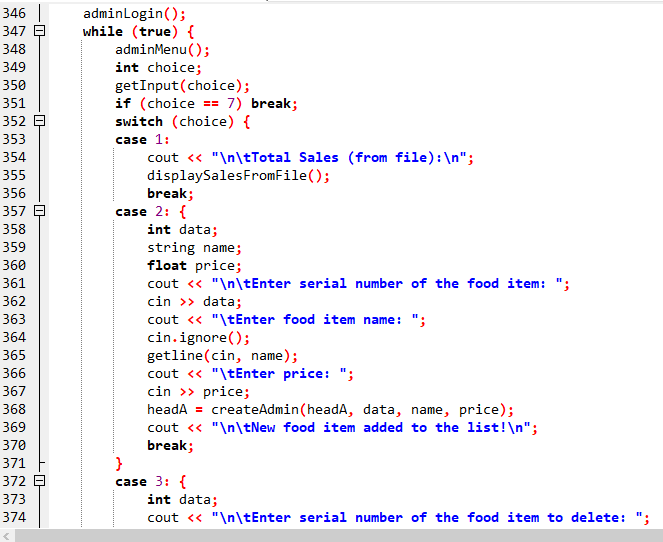 346 adminLogin();
347 while (true) {
348 adminMenu();
349 int choice;
350 getInput(choice);
351 if (choice == 7) break;
352 switch (choice) {
353 case 1:
354 cout << "\n\tTotal Sales (from file):\n";
355 displaySalesFromFile();
356 break;
357 case 2: {
358 int data;
359 string name;
360 float price;
361 cout << "\n\tEnter serial number of the food item: ";
362 cin >> data;
363 cout << "\tEnter food item name: ";
364 cin.ignore();
365 getline(cin, name);
366 cout << "\tEnter price: ";
367 cin >> price;
368 headA = createAdmin(headA, data, name, price);
369 cout << "\n\tNew food item added to the list!\n";
370 break;
371 }
372 case 3: {
373 int data;
374 cout << "\n\tEnter serial number of the food item to delete: ";